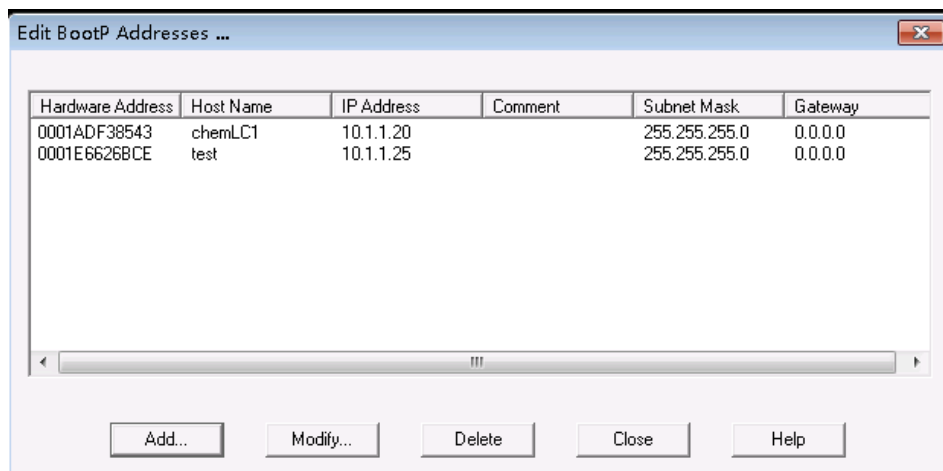 Edit BootP Addresses ...
Hardware Address Host Name IP Address Comment Subnet Mask Gateway
0001ADF38543 chemLC1 10.1.1.20 255.255.255.0 0.0.0.0
0001E6626BCE test 10.1.1.25 255.255.255.0 0.0.0.0
Add... Modify... Delete Close Help